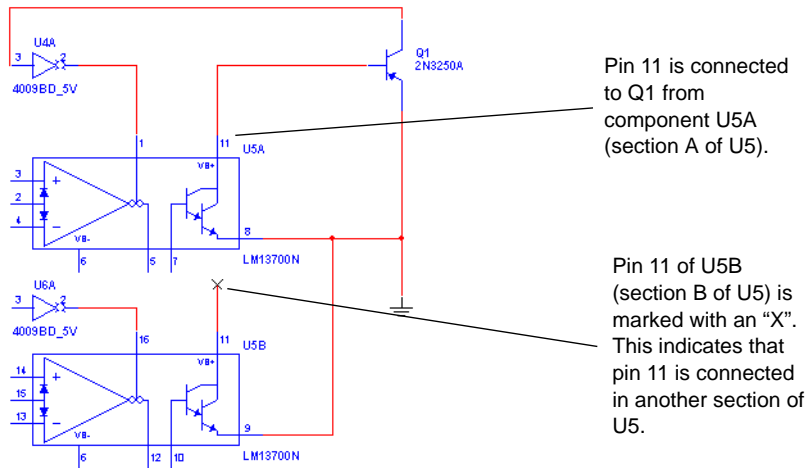 U4A
3
2
4009BD_5V
Q1
2N3250A
Pin 11 is connected
to Q1 from
component U5A
(section A of U5).
1
11
U5A
VB+
3
2
4
VB-
8
6
5
7
LM13700N
U6A
3
2
4009BD_5V
16
11
U5B
VB+
14
15
13
VB-
9
6
12
10
LM13700N
Pin 11 of U5B
(section B of U5) is
marked with an “X”.
This indicates that
pin 11 is connected
in another section of
U5.